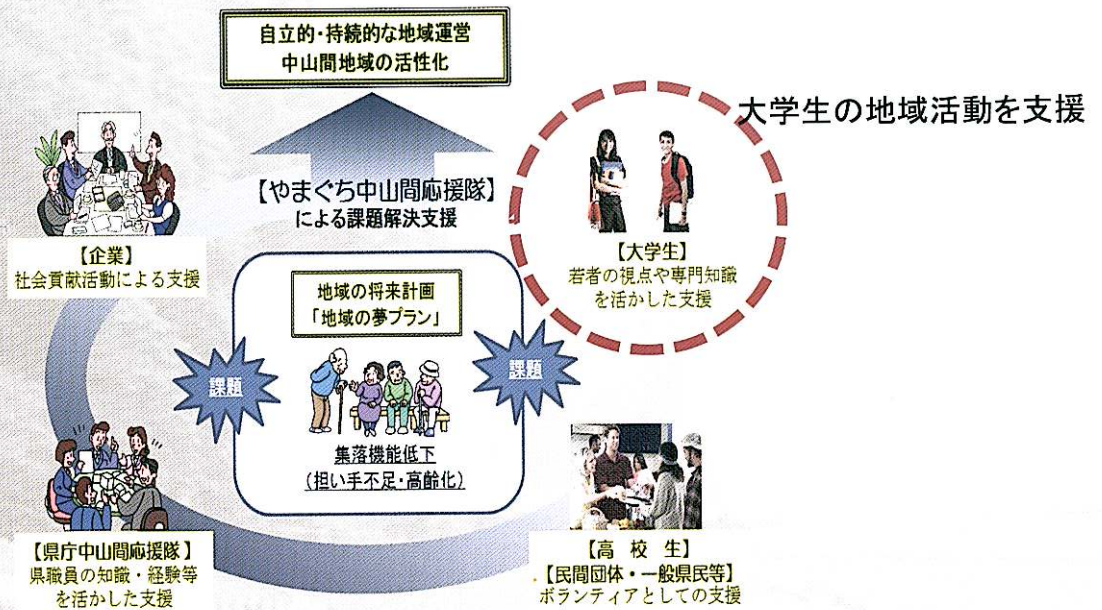 自立的・持続的な地域運営
中山間地域の活性化
大学生の地域活動を支援
【やまぐち中山間応援隊】
による課題解決支援
【企業】
社会貢献活動による支援
【大学生】
若者の視点や専門知識
を活かした支援
地域の将来計画
「地域の夢プラン」
課題
課題
集落機能低下
（担い手不足・高齢化）
【県庁中山間応援隊】
県職員の知識・経験等
を活かした支援
【高 校 生】
【民間団体・一般県民等】
ボランティアとしての支援